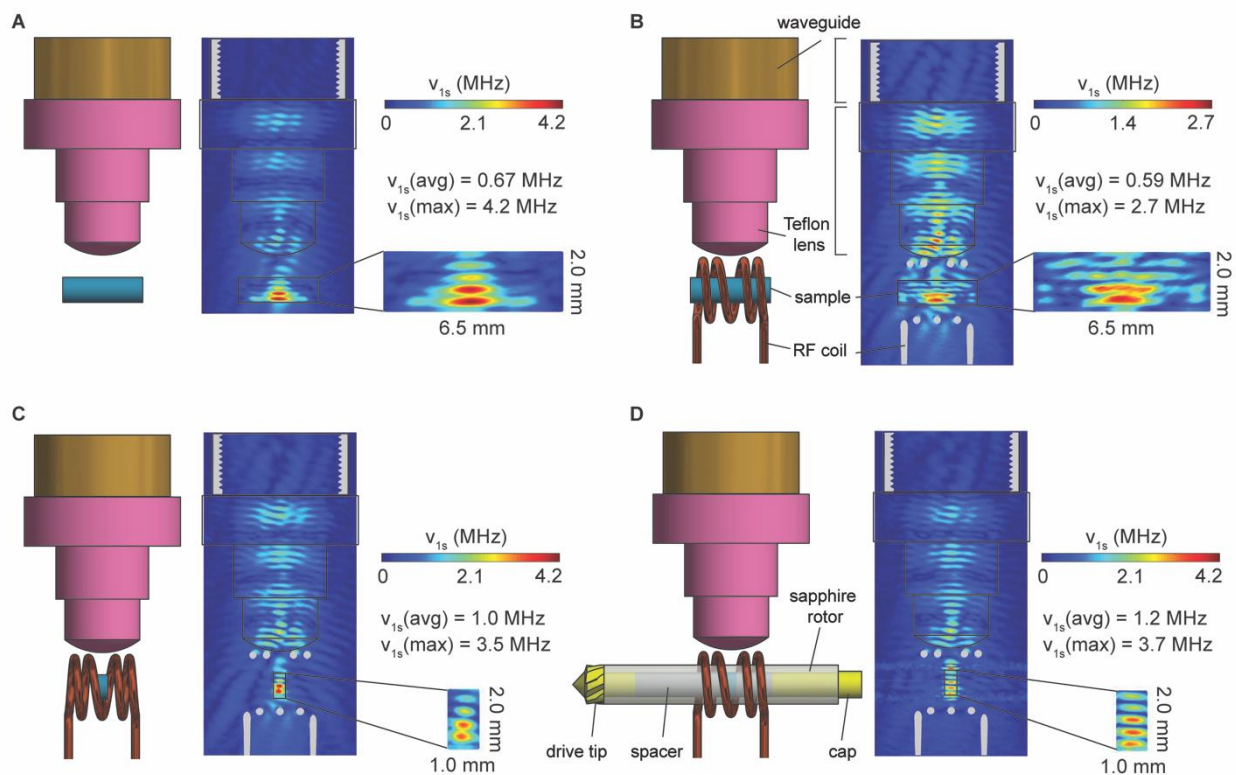 A
v1s (MHz)
0 2.1 4.2
v1s(avg) = 0.67 MHz
v1s(max) = 4.2 MHz
2.0 mm
6.5 mm
B
waveguide
v1s (MHz)
0 1.4 2.7
v1s(avg) = 0.59 MHz
v1s(max) = 2.7 MHz
Teflon
lens
sample
RF coil
2.0 mm
6.5 mm
C
v1s (MHz)
0 2.1 4.2
v1s(avg) = 1.0 MHz
v1s(max) = 3.5 MHz
2.0 mm
1.0 mm
D
v1s (MHz)
0 2.1 4.2
v1s(avg) = 1.2 MHz
v1s(max) = 3.7 MHz
sapphire
rotor
drive tip
spacer
cap
2.0 mm
1.0 mm